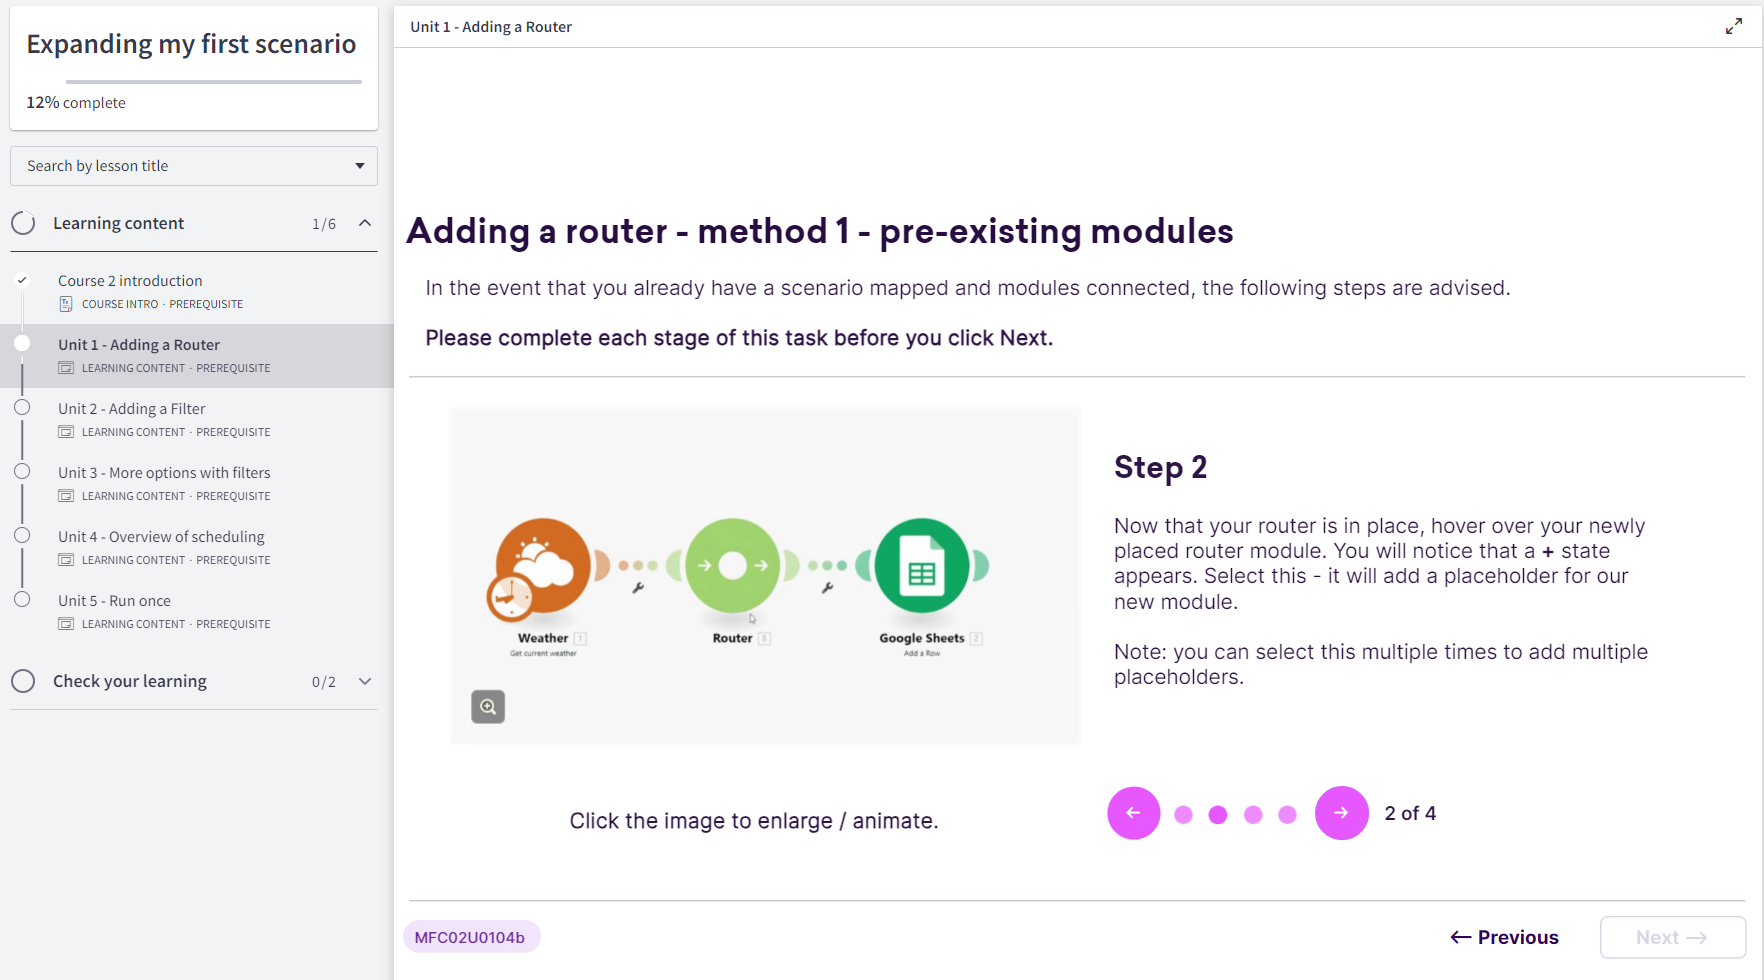 Expanding my first scenario
12% complete
Search by lesson title
Learning content 1/6
Course 2 introduction
COURSE INTRO · PREREQUISITE
Unit 1 - Adding a Router
LEARNING CONTENT · PREREQUISITE
Unit 2 - Adding a Filter
LEARNING CONTENT · PREREQUISITE
Unit 3 - More options with filters
LEARNING CONTENT · PREREQUISITE
Unit 4 - Overview of scheduling
LEARNING CONTENT · PREREQUISITE
Unit 5 - Run once
LEARNING CONTENT · PREREQUISITE
Check your learning 0/2
Unit 1 - Adding a Router
Adding a router - method 1 - pre-existing modules
In the event that you already have a scenario mapped and modules connected, the following steps are advised.
Please complete each stage of this task before you click Next.
Weather 1
Get current weather
Router 8
Google Sheets 2
Add a Row
Click the image to enlarge / animate.
Step 2
Now that your router is in place, hover over your newly
placed router module. You will notice that a + state
appears. Select this - it will add a placeholder for our
new module.
Note: you can select this multiple times to add multiple
placeholders.
2 of 4
MFC02U0104b
← Previous
Next →